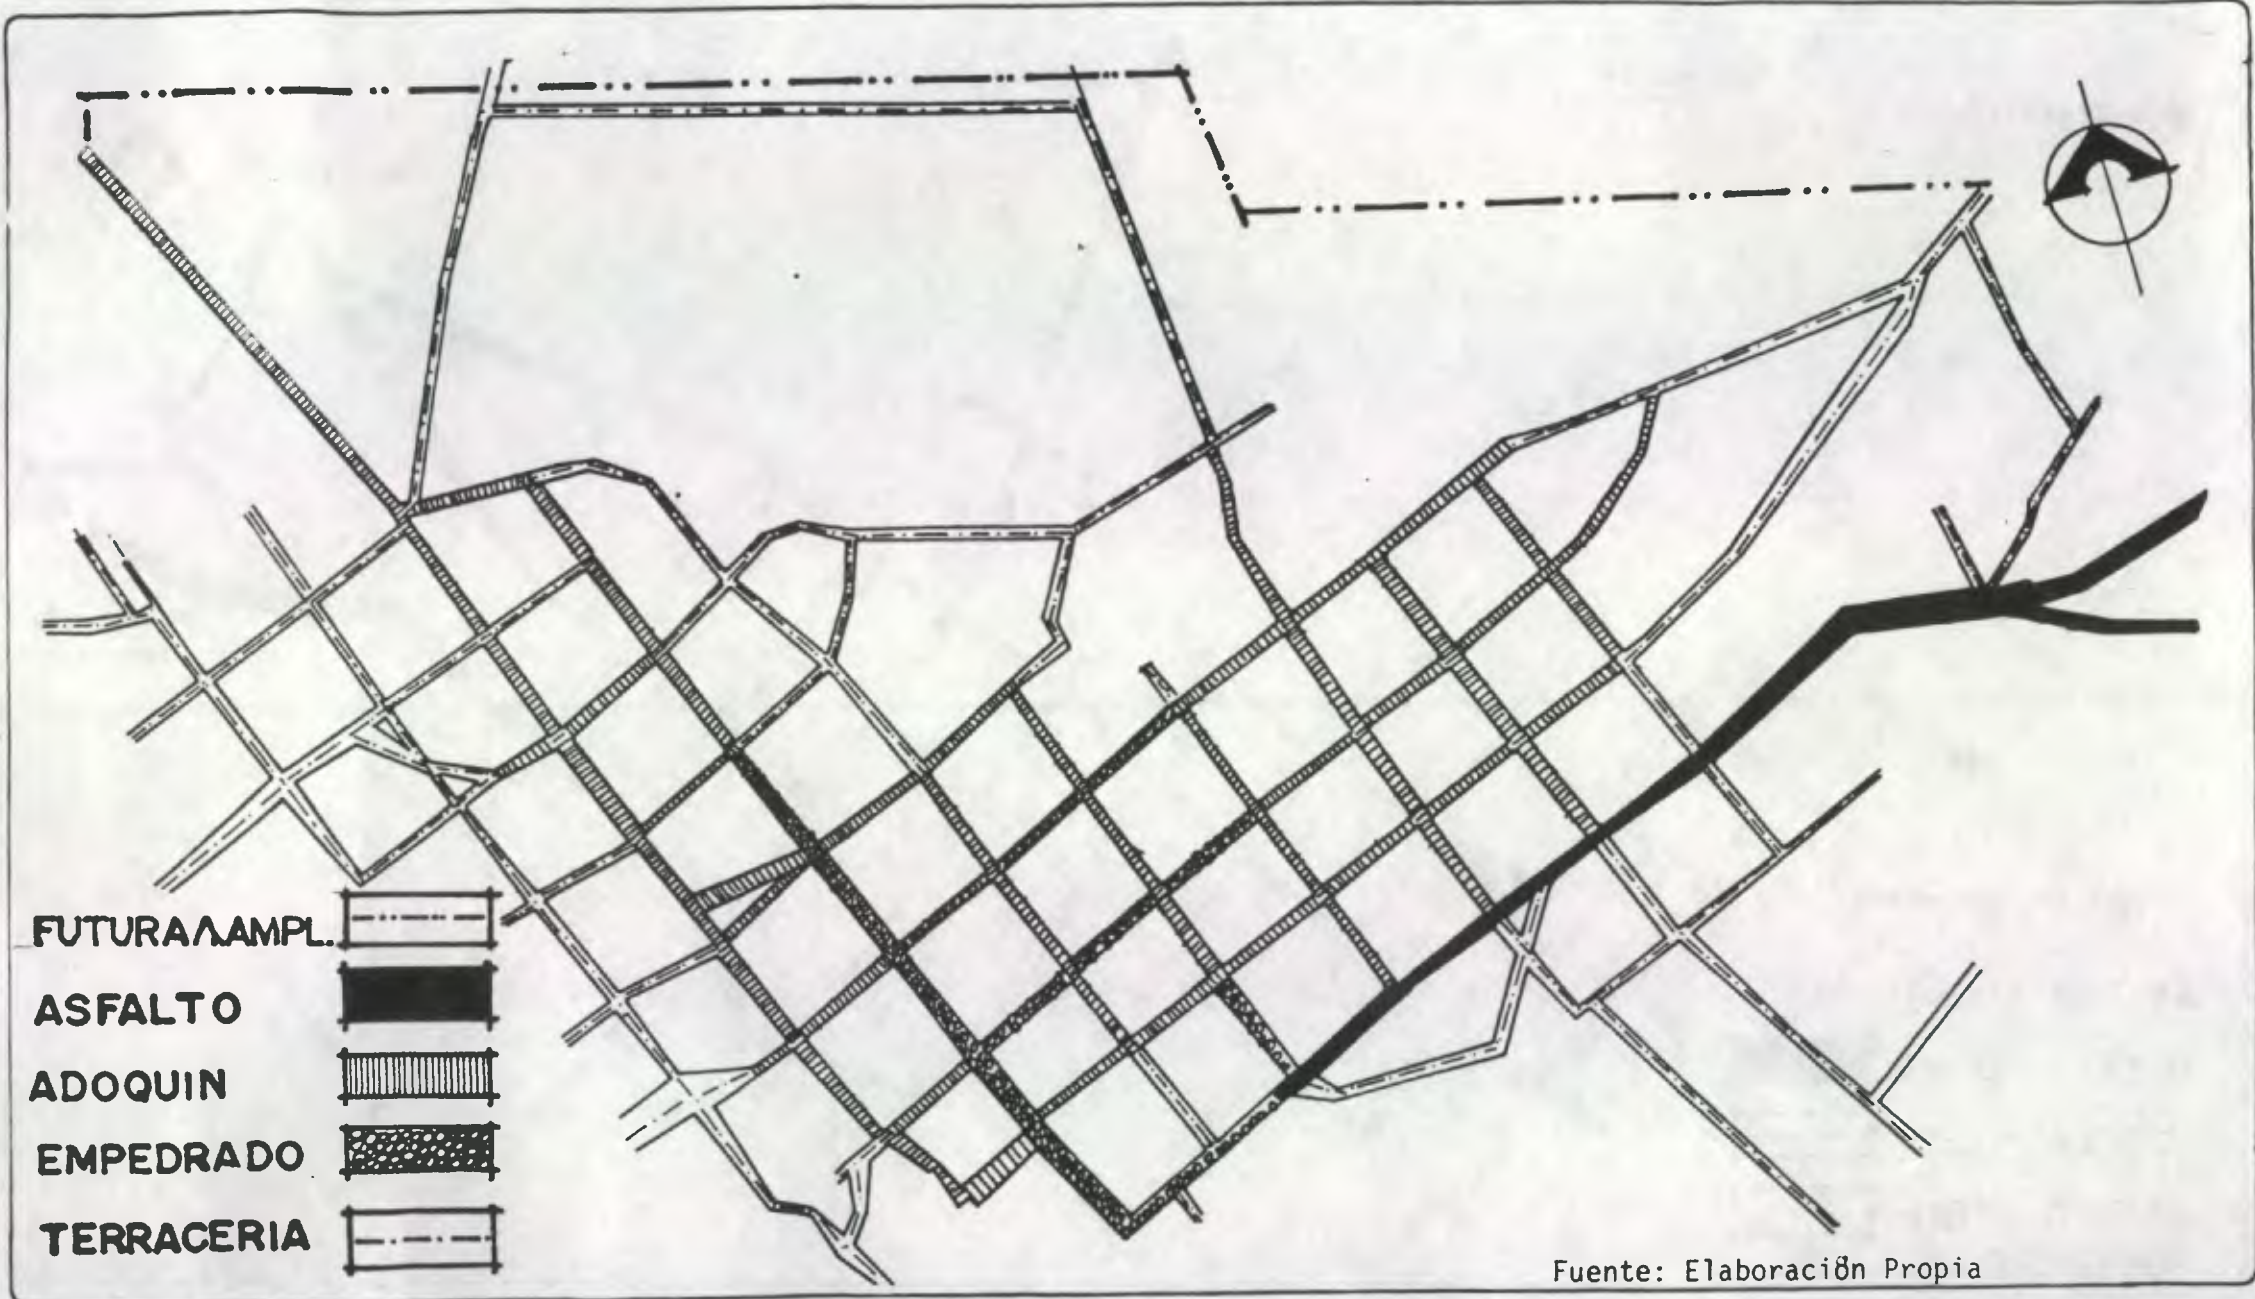 FUTURA AMPL.
ASFALTO
ADOQUIN
EMPEDRADO
TERRACERIA
Fuente: Elaboración Propia